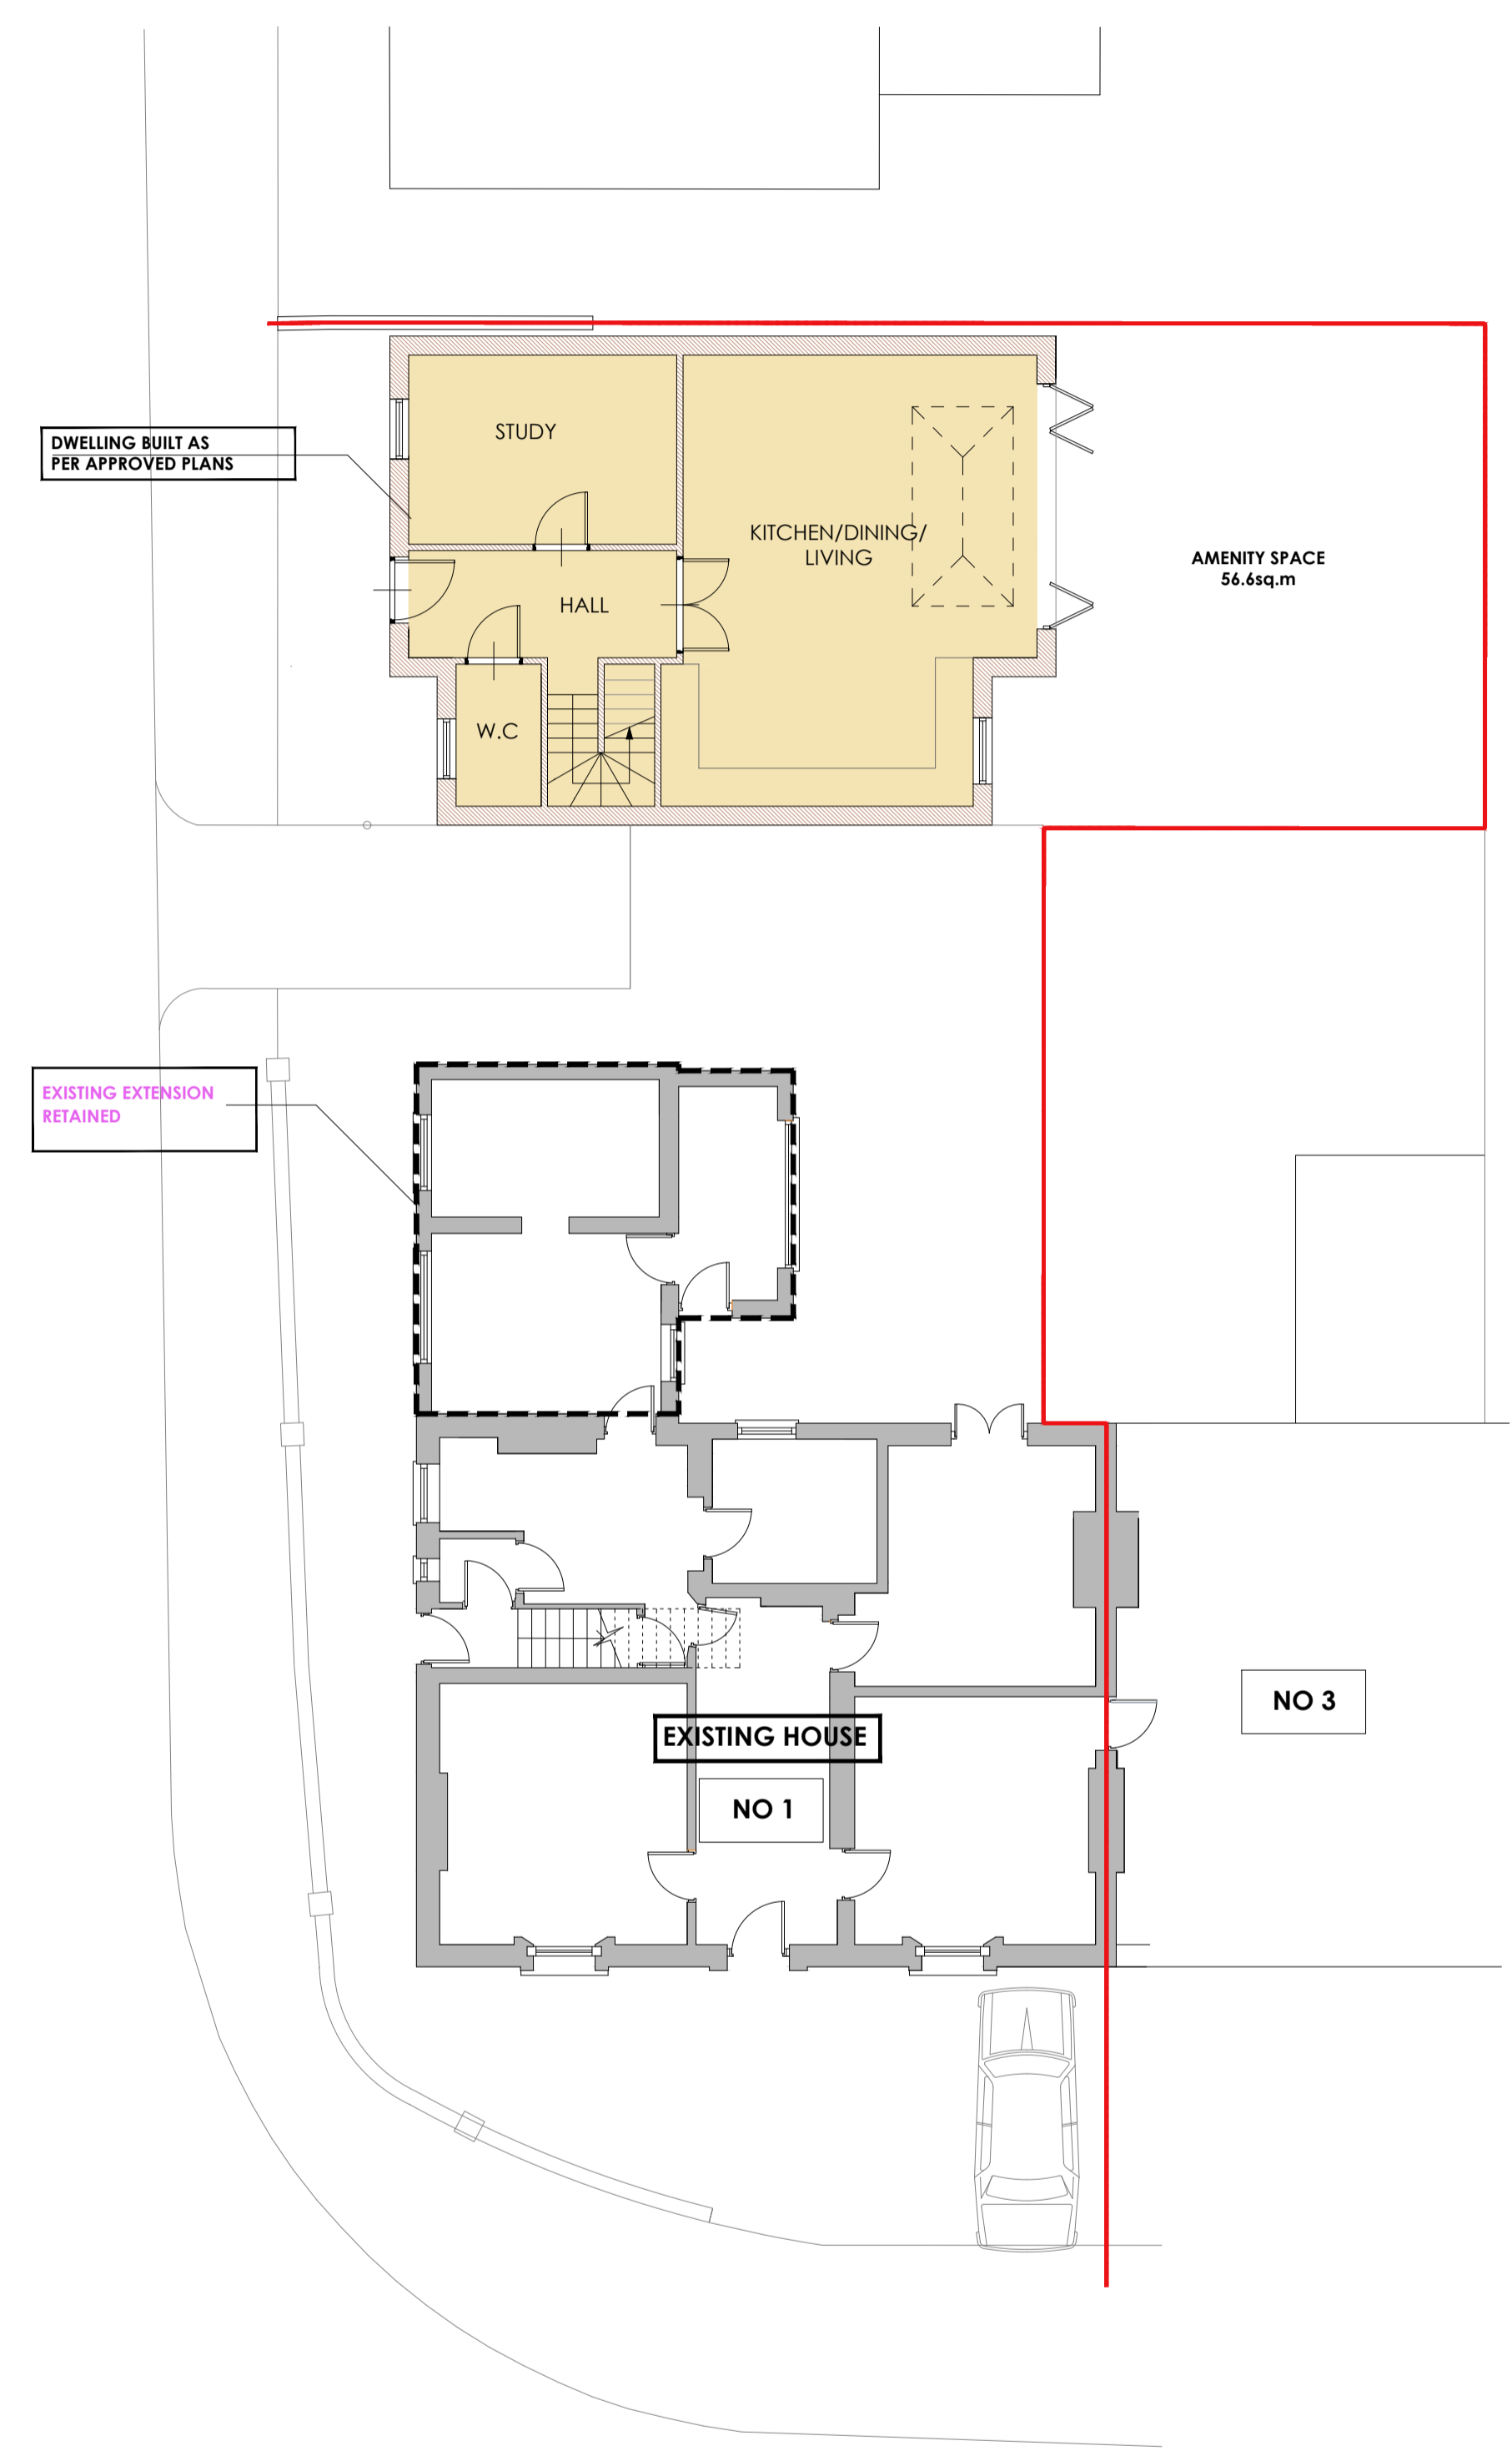 STUDY
DWELLING BUILT AS
PER APPROVED PLANS
KITCHEN/DINING/
LIVING
AMENITY SPACE
56.6sq.m
HALL
W.C
EXISTING EXTENSION
RETAINED
NO 3
EXISTING HOUSE
NO 1